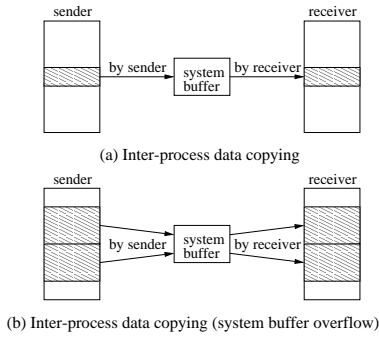 sender receiver
by sender system buffer by receiver
(a) Inter-process data copying
sender receiver
by sender system buffer by receiver
(b) Inter-process data copying (system buffer overflow)